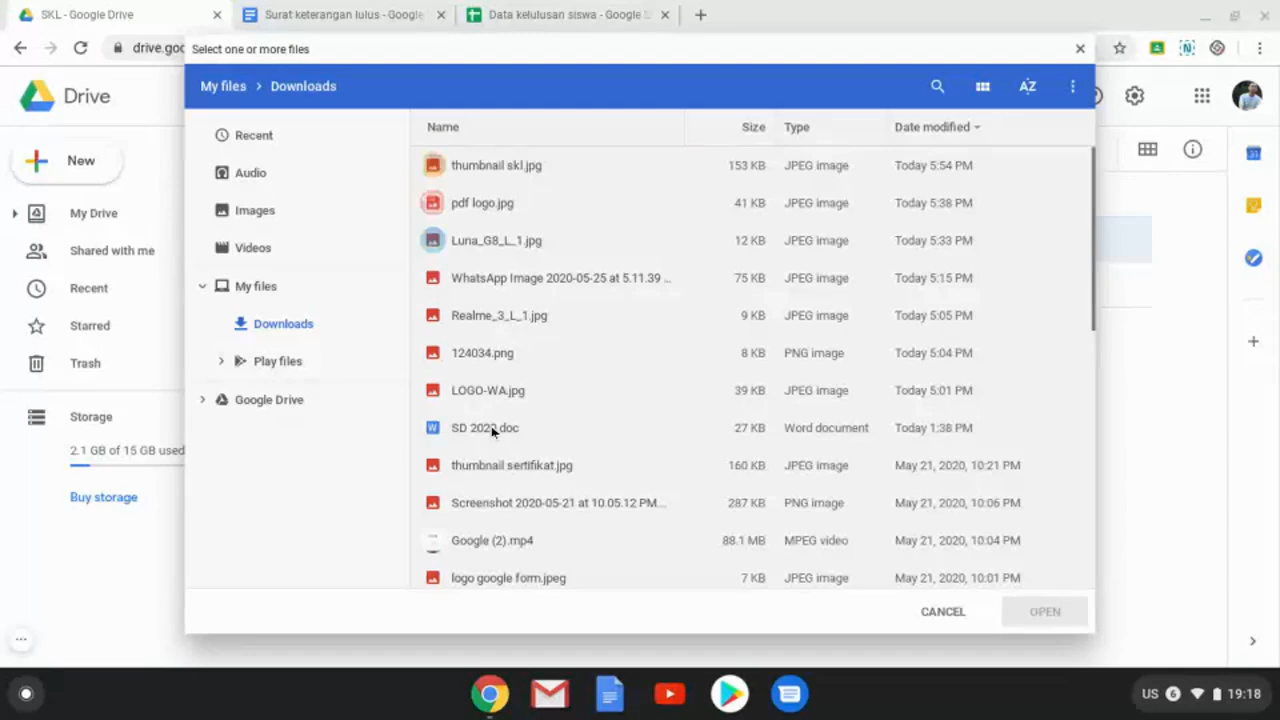 SKL - Google Drive
Surat keterangan lulus - Google
Data kelulusan siswa - Google S
drive.goo
Select one or more files
My files > Downloads
AZ
Drive
New
My Drive
Shared with me
Recent
Starred
Trash
Storage
2.1 GB of 15 GB used
Buy storage
Recent
Audio
Images
Videos
My files
Downloads
Play files
Google Drive
Name Size Type Date modified
thumbnail skl.jpg 153 KB JPEG image Today 5:54 PM
pdf logo.jpg 41 KB JPEG image Today 5:38 PM
Luna_G8_L_1.jpg 12 KB JPEG image Today 5:33 PM
WhatsApp Image 2020-05-25 at 5.11.39 ... 75 KB JPEG image Today 5:15 PM
Realme_3_L_1.jpg 9 KB JPEG image Today 5:05 PM
124034.png 8 KB PNG image Today 5:04 PM
LOGO-WA.jpg 39 KB JPEG image Today 5:01 PM
SD 2020.doc 27 KB Word document Today 1:38 PM
thumbnail sertifikat.jpg 160 KB JPEG image May 21, 2020, 10:21 PM
Screenshot 2020-05-21 at 10.05.12 PM... 287 KB PNG image May 21, 2020, 10:06 PM
Google (2).mp4 88.1 MB MPEG video May 21, 2020, 10:04 PM
logo google form.jpeg 7 KB JPEG image May 21, 2020, 10:01 PM
CANCEL OPEN
US 6 19:18